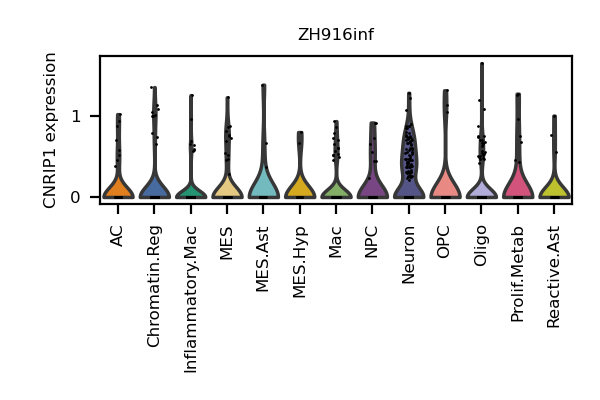 ZH916inf
CNRIP1 expression
1
0
AC
Chromatin.Reg
Inflammatory.Mac
MES
MES.Ast
MES.Hyp
Mac
NPC
Neuron
OPC
Oligo
Prolif.Metab
Reactive.Ast